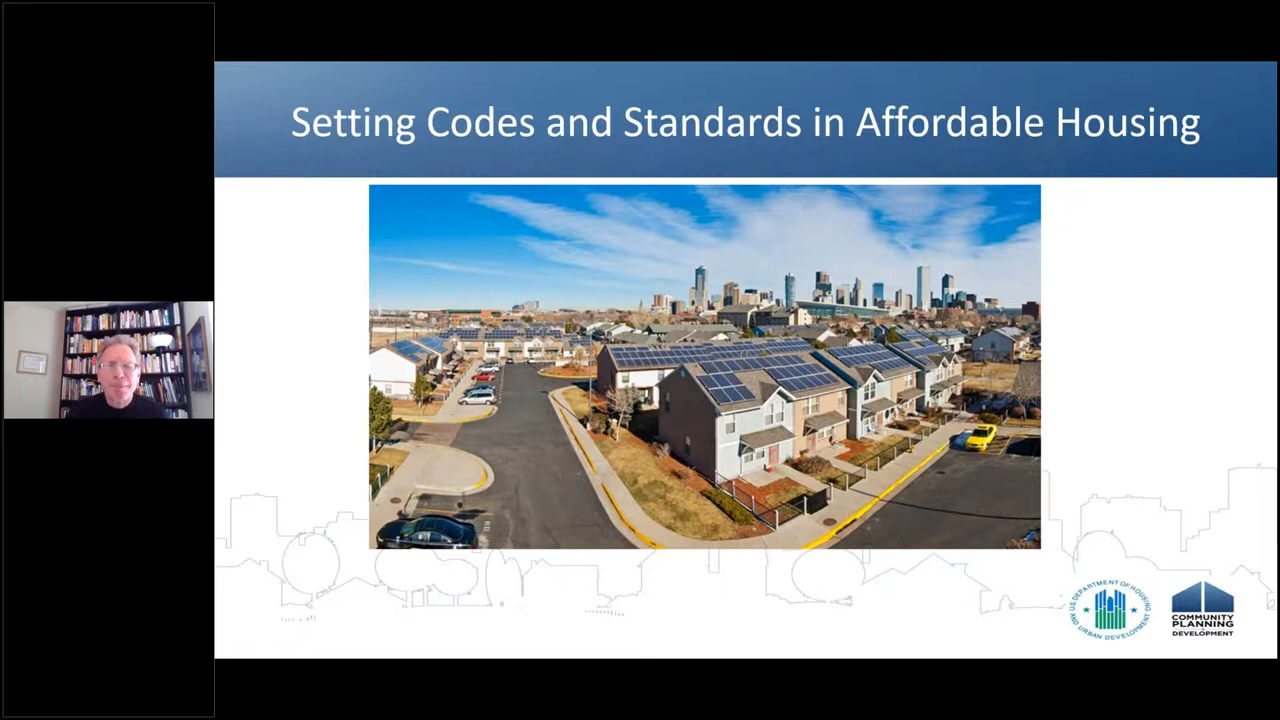 Setting Codes and Standards in Affordable Housing
U.S. DEPARTMENT OF HOUSING
AND URBAN DEVELOPMENT
COMMUNITY
PLANNING
DEVELOPMENT